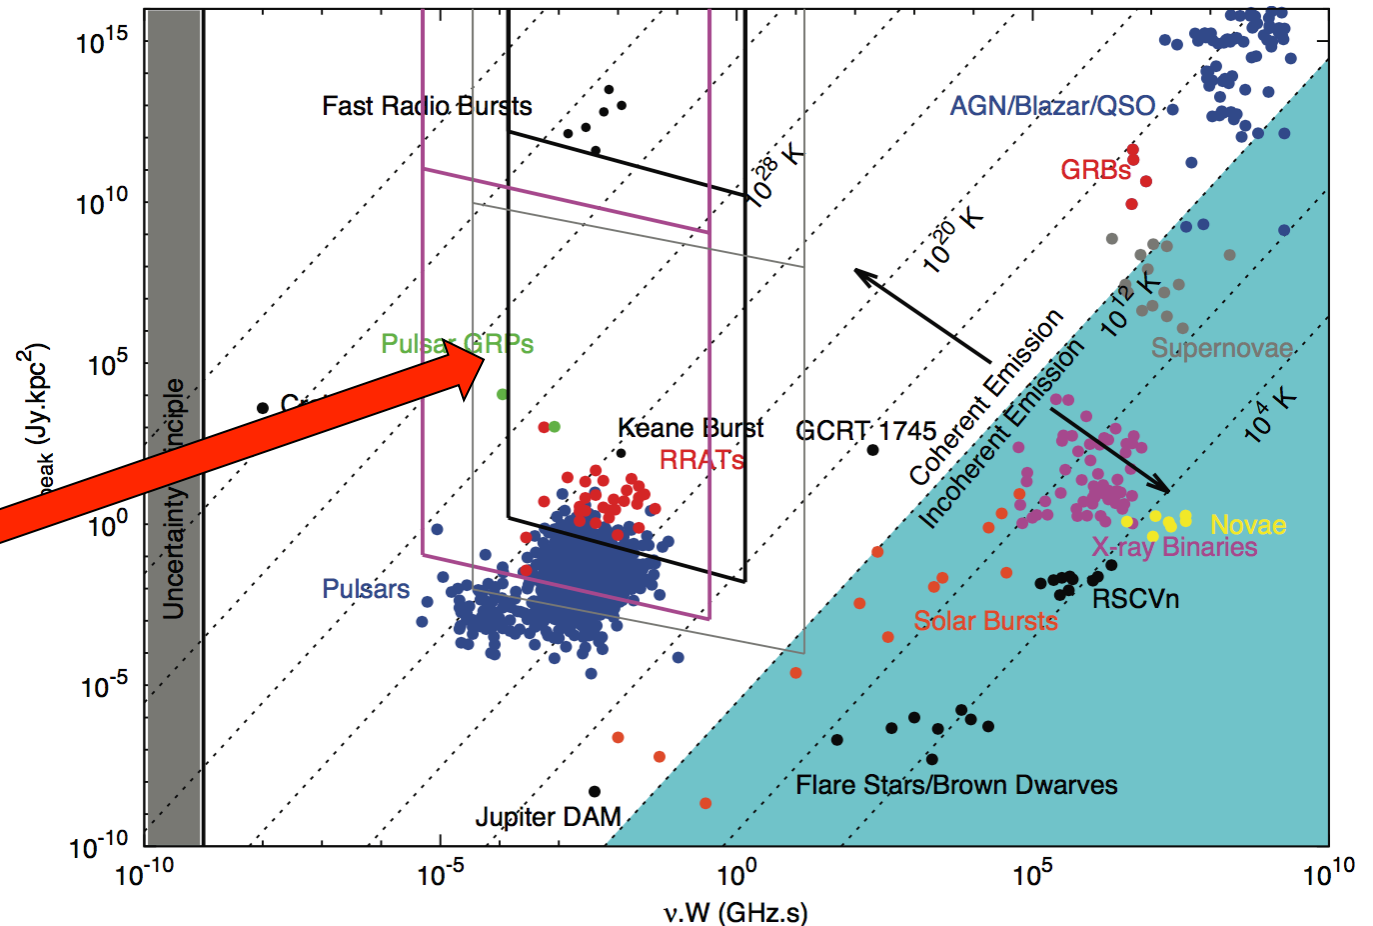 10^15
Fast Radio Bursts
AGN/Blazar/QSO
10^28 K
GRBs
10^10
10^20 K
10^12 K
Pulsar GRPs
Supernovae
10^5
Coherent Emission
Incoherent Emission
10^4 K
Keane Burst
GCRT 1745
RRATs
10^0
Novae
X-ray Binaries
Pulsars
RSCVn
Solar Bursts
10^-5
Flare Stars/Brown Dwarves
Jupiter DAM
10^-10
10^-10
10^-5
10^0
10^5
10^10
ν.W (GHz.s)
(Jy.kpc^2)
Uncertainty